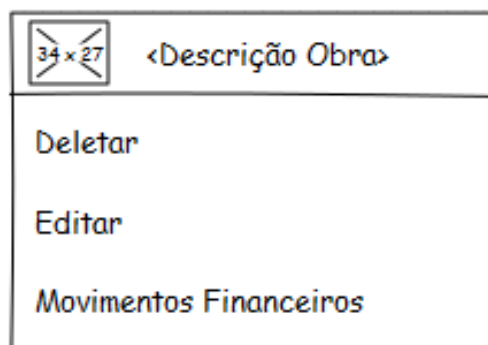 34 x 27 <Descrição Obra>
Deletar
Editar
Movimentos Financeiros